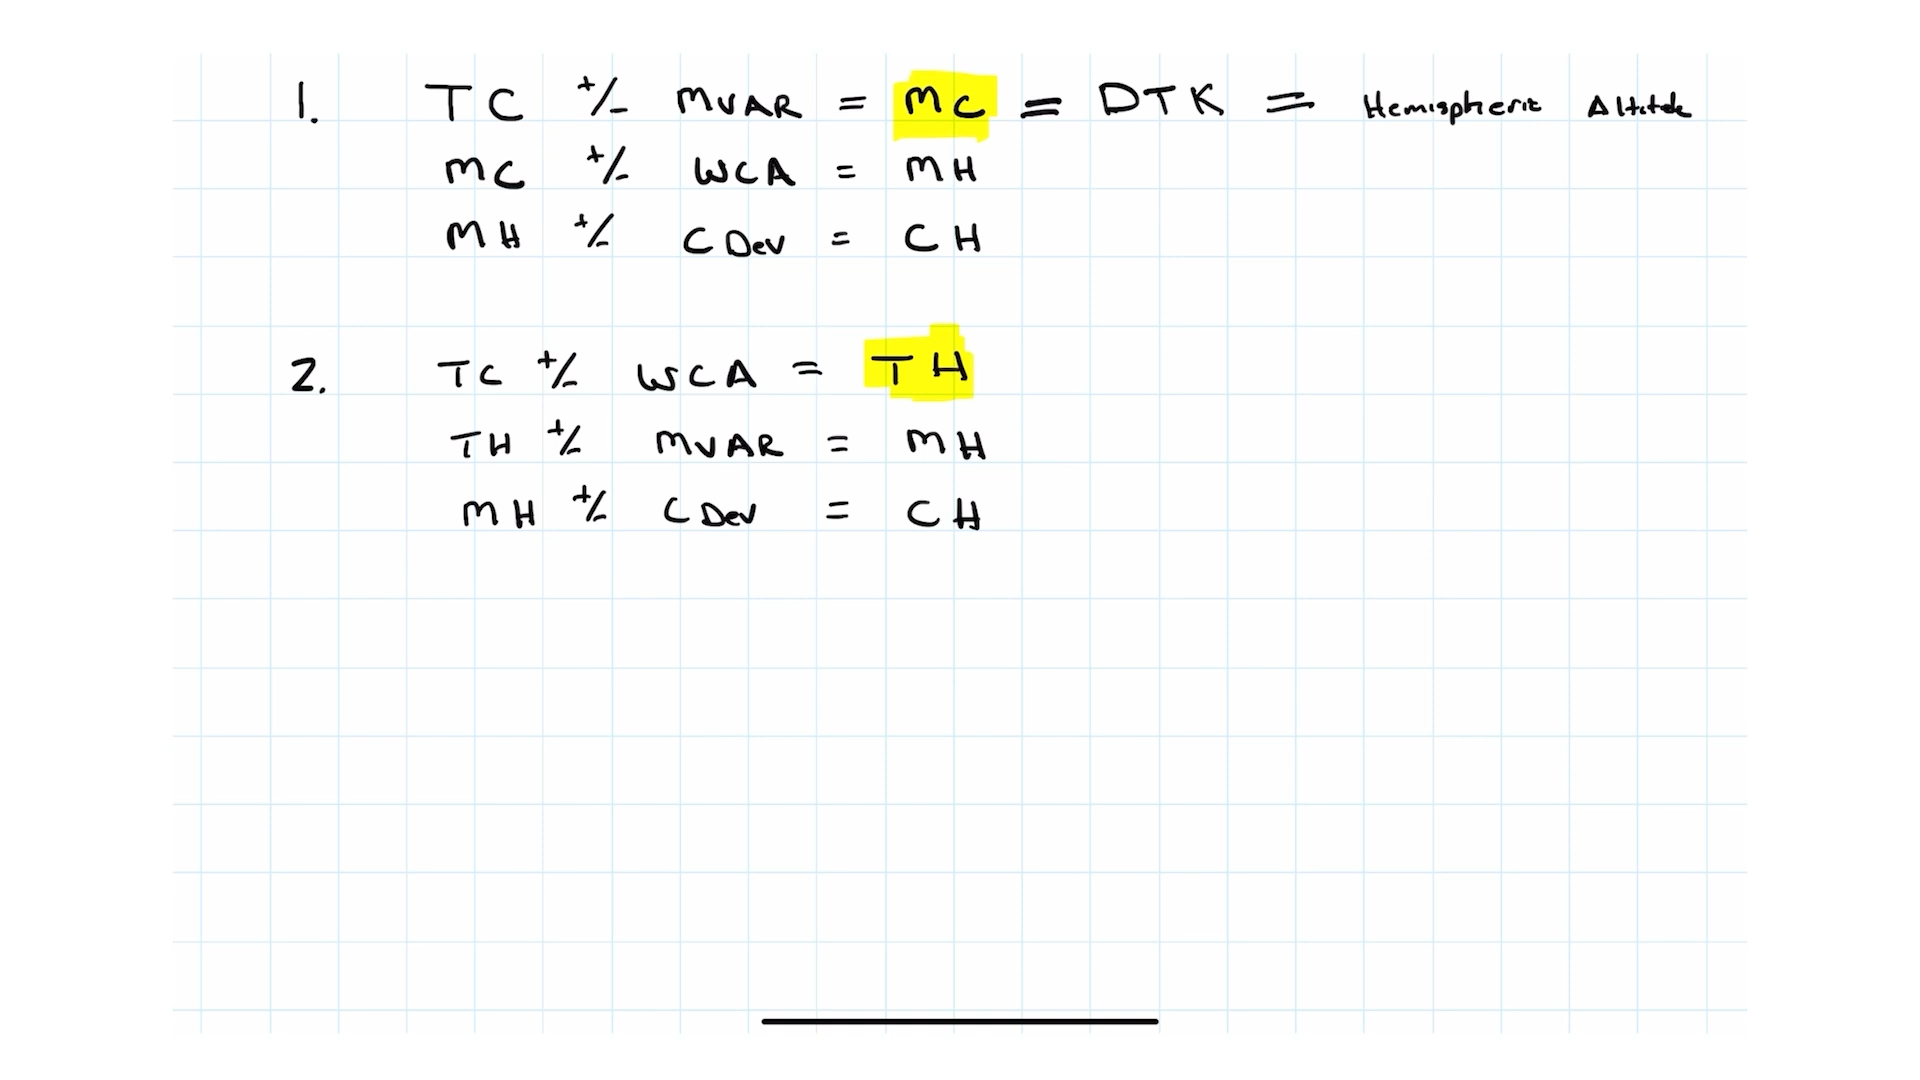 1. TC +/- MVAR = MC = DTK = Hemispheric Altitude
MC +/- WCA = MH
MH +/- CDev = CH
2. TC +/- WCA = TH
TH +/- MVAR = MH
MH +/- CDev = CH